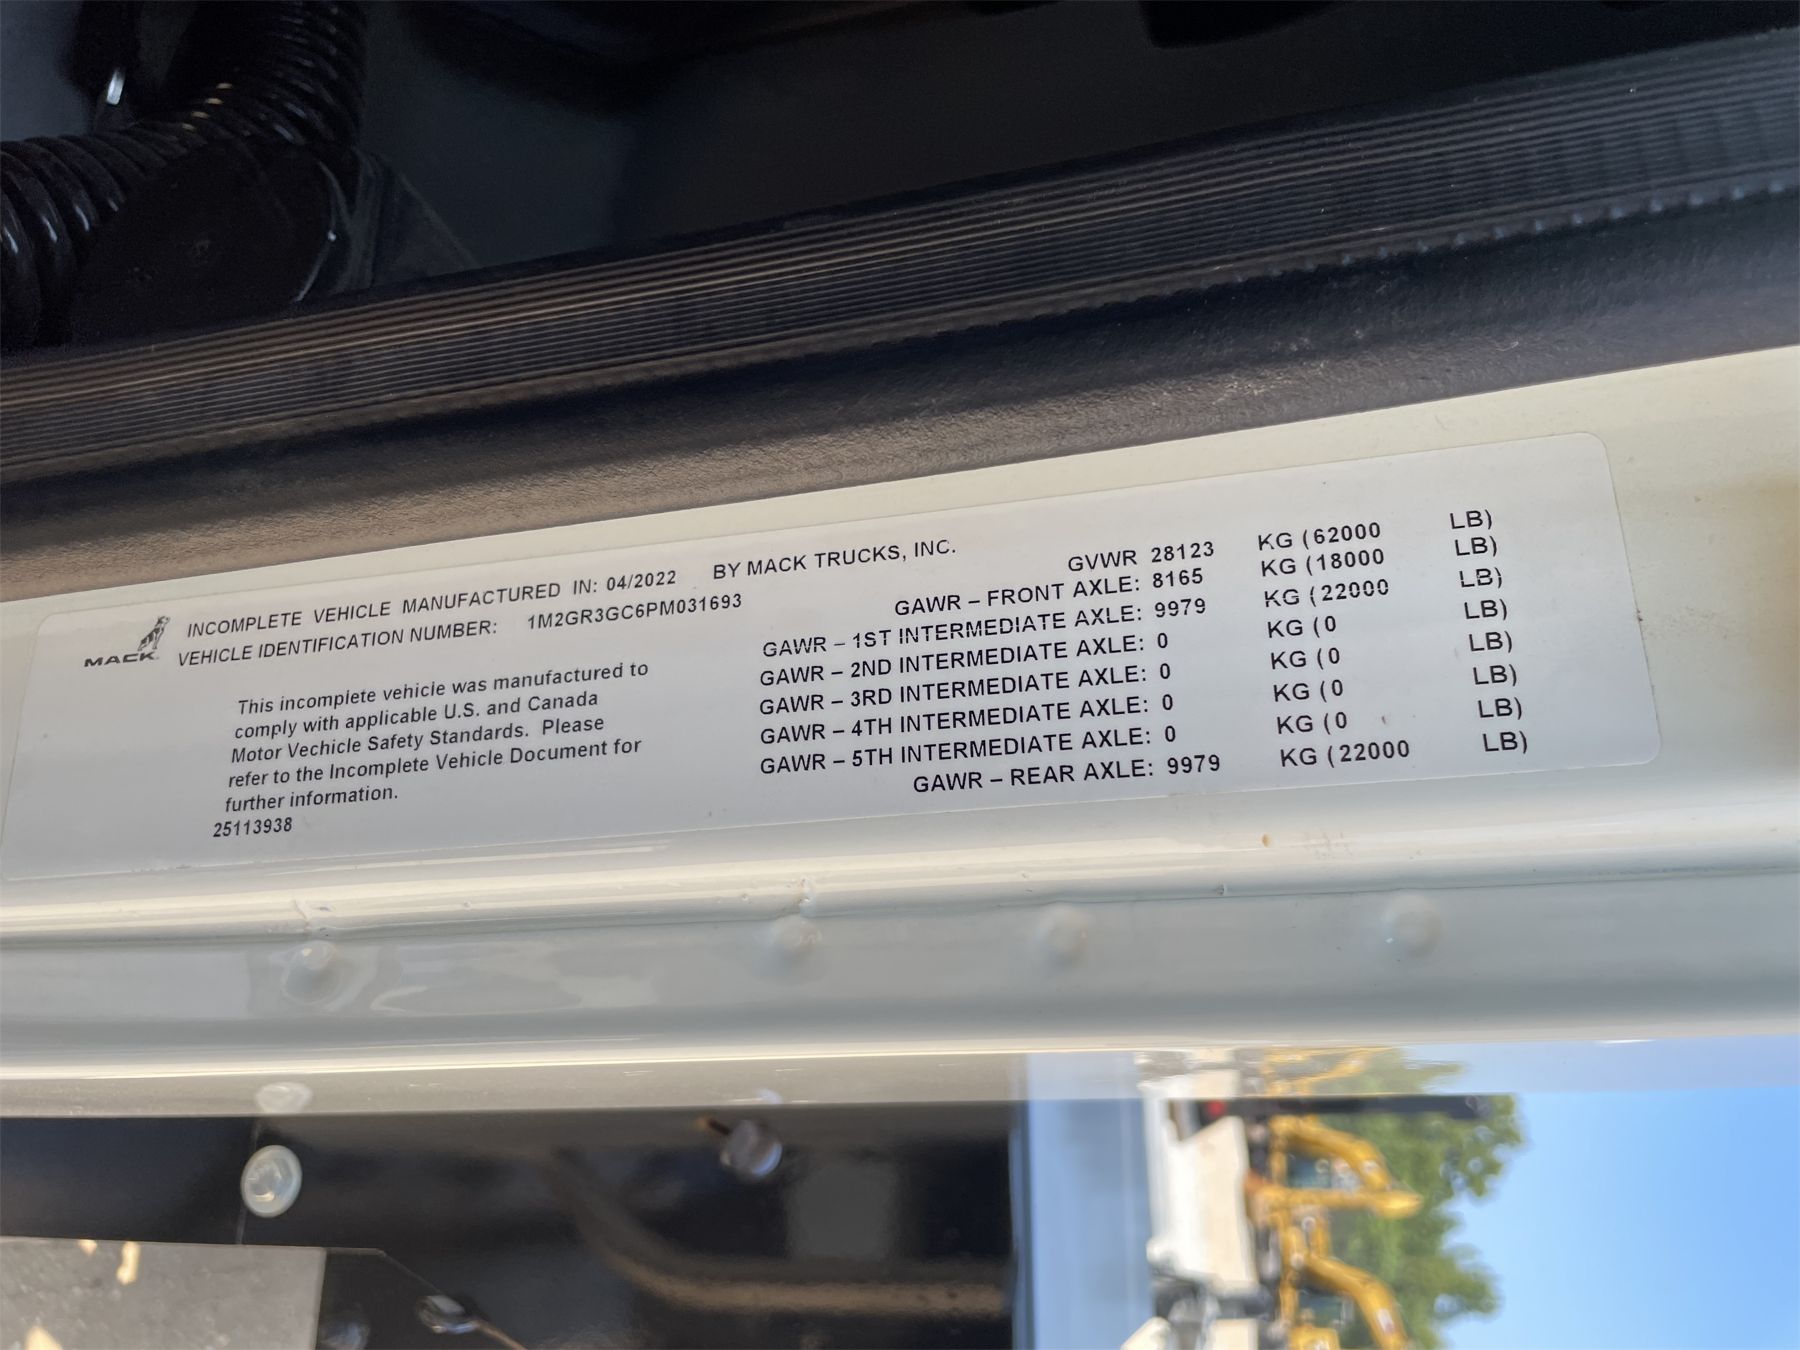 MACK
INCOMPLETE VEHICLE MANUFACTURED IN: 04/2022 BY MACK TRUCKS, INC.
VEHICLE IDENTIFICATION NUMBER: 1M2GR3GC6PM031693
This incomplete vehicle was manufactured to
comply with applicable U.S. and Canada
Motor Vechicle Safety Standards. Please
refer to the Incomplete Vehicle Document for
further information.
25113938
GVWR 28123 KG (62000 LB)
GAWR – FRONT AXLE: 8165 KG (18000 LB)
GAWR – 1ST INTERMEDIATE AXLE: 9979 KG (22000 LB)
GAWR – 2ND INTERMEDIATE AXLE: 0 KG (0 LB)
GAWR – 3RD INTERMEDIATE AXLE: 0 KG (0 LB)
GAWR – 4TH INTERMEDIATE AXLE: 0 KG (0 LB)
GAWR – 5TH INTERMEDIATE AXLE: 0 KG (0 LB)
GAWR – REAR AXLE: 9979 KG (22000 LB)